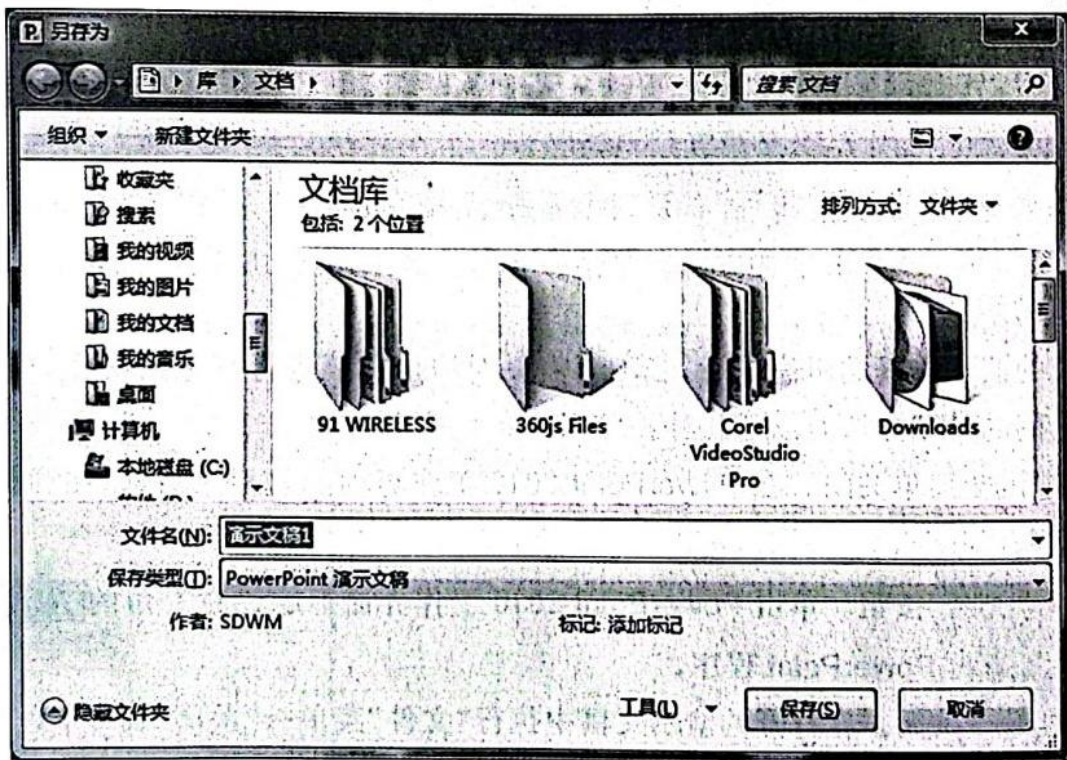 另存为
库 文档
搜索 文档
组织 新建文件夹
收藏夹
搜索
我的视频
我的图片
我的文档
我的音乐
桌面
计算机
本地磁盘 (C:)
文档库
包括: 2 个位置
排列方式: 文件夹
91 WIRELESS
360js Files
Corel
VideoStudio
Pro
Downloads
文件名(N): 演示文稿1
保存类型(T): PowerPoint 演示文稿
作者: SDWM
标记: 添加标记
隐藏文件夹
工具(L)
保存(S)
取消